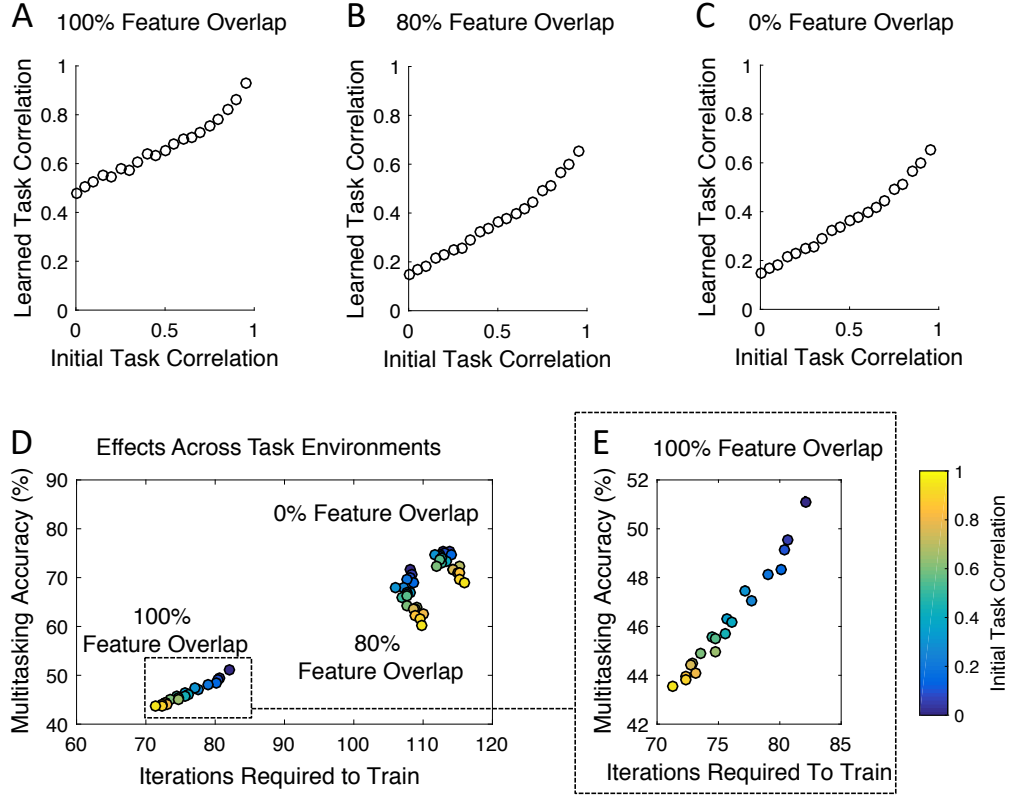 A
100% Feature Overlap
Learned Task Correlation
1
0.8
0.6
0.4
0.2
0
0
0.5
1
Initial Task Correlation
B
80% Feature Overlap
Learned Task Correlation
1
0.8
0.6
0.4
0.2
0
0
0.5
1
Initial Task Correlation
C
0% Feature Overlap
Learned Task Correlation
1
0.8
0.6
0.4
0.2
0
0
0.5
1
Initial Task Correlation
D
Effects Across Task Environments
Multitasking Accuracy (%)
90
80
70
60
50
40
0% Feature Overlap
100%
Feature Overlap
80%
Feature Overlap
60
70
80
90
100
110
120
Iterations Required to Train
E
100% Feature Overlap
Multitasking Accuracy (%)
52
50
48
46
44
42
70
75
80
85
Iterations Required To Train
1
0.8
0.6
0.4
0.2
0
Initial Task Correlation